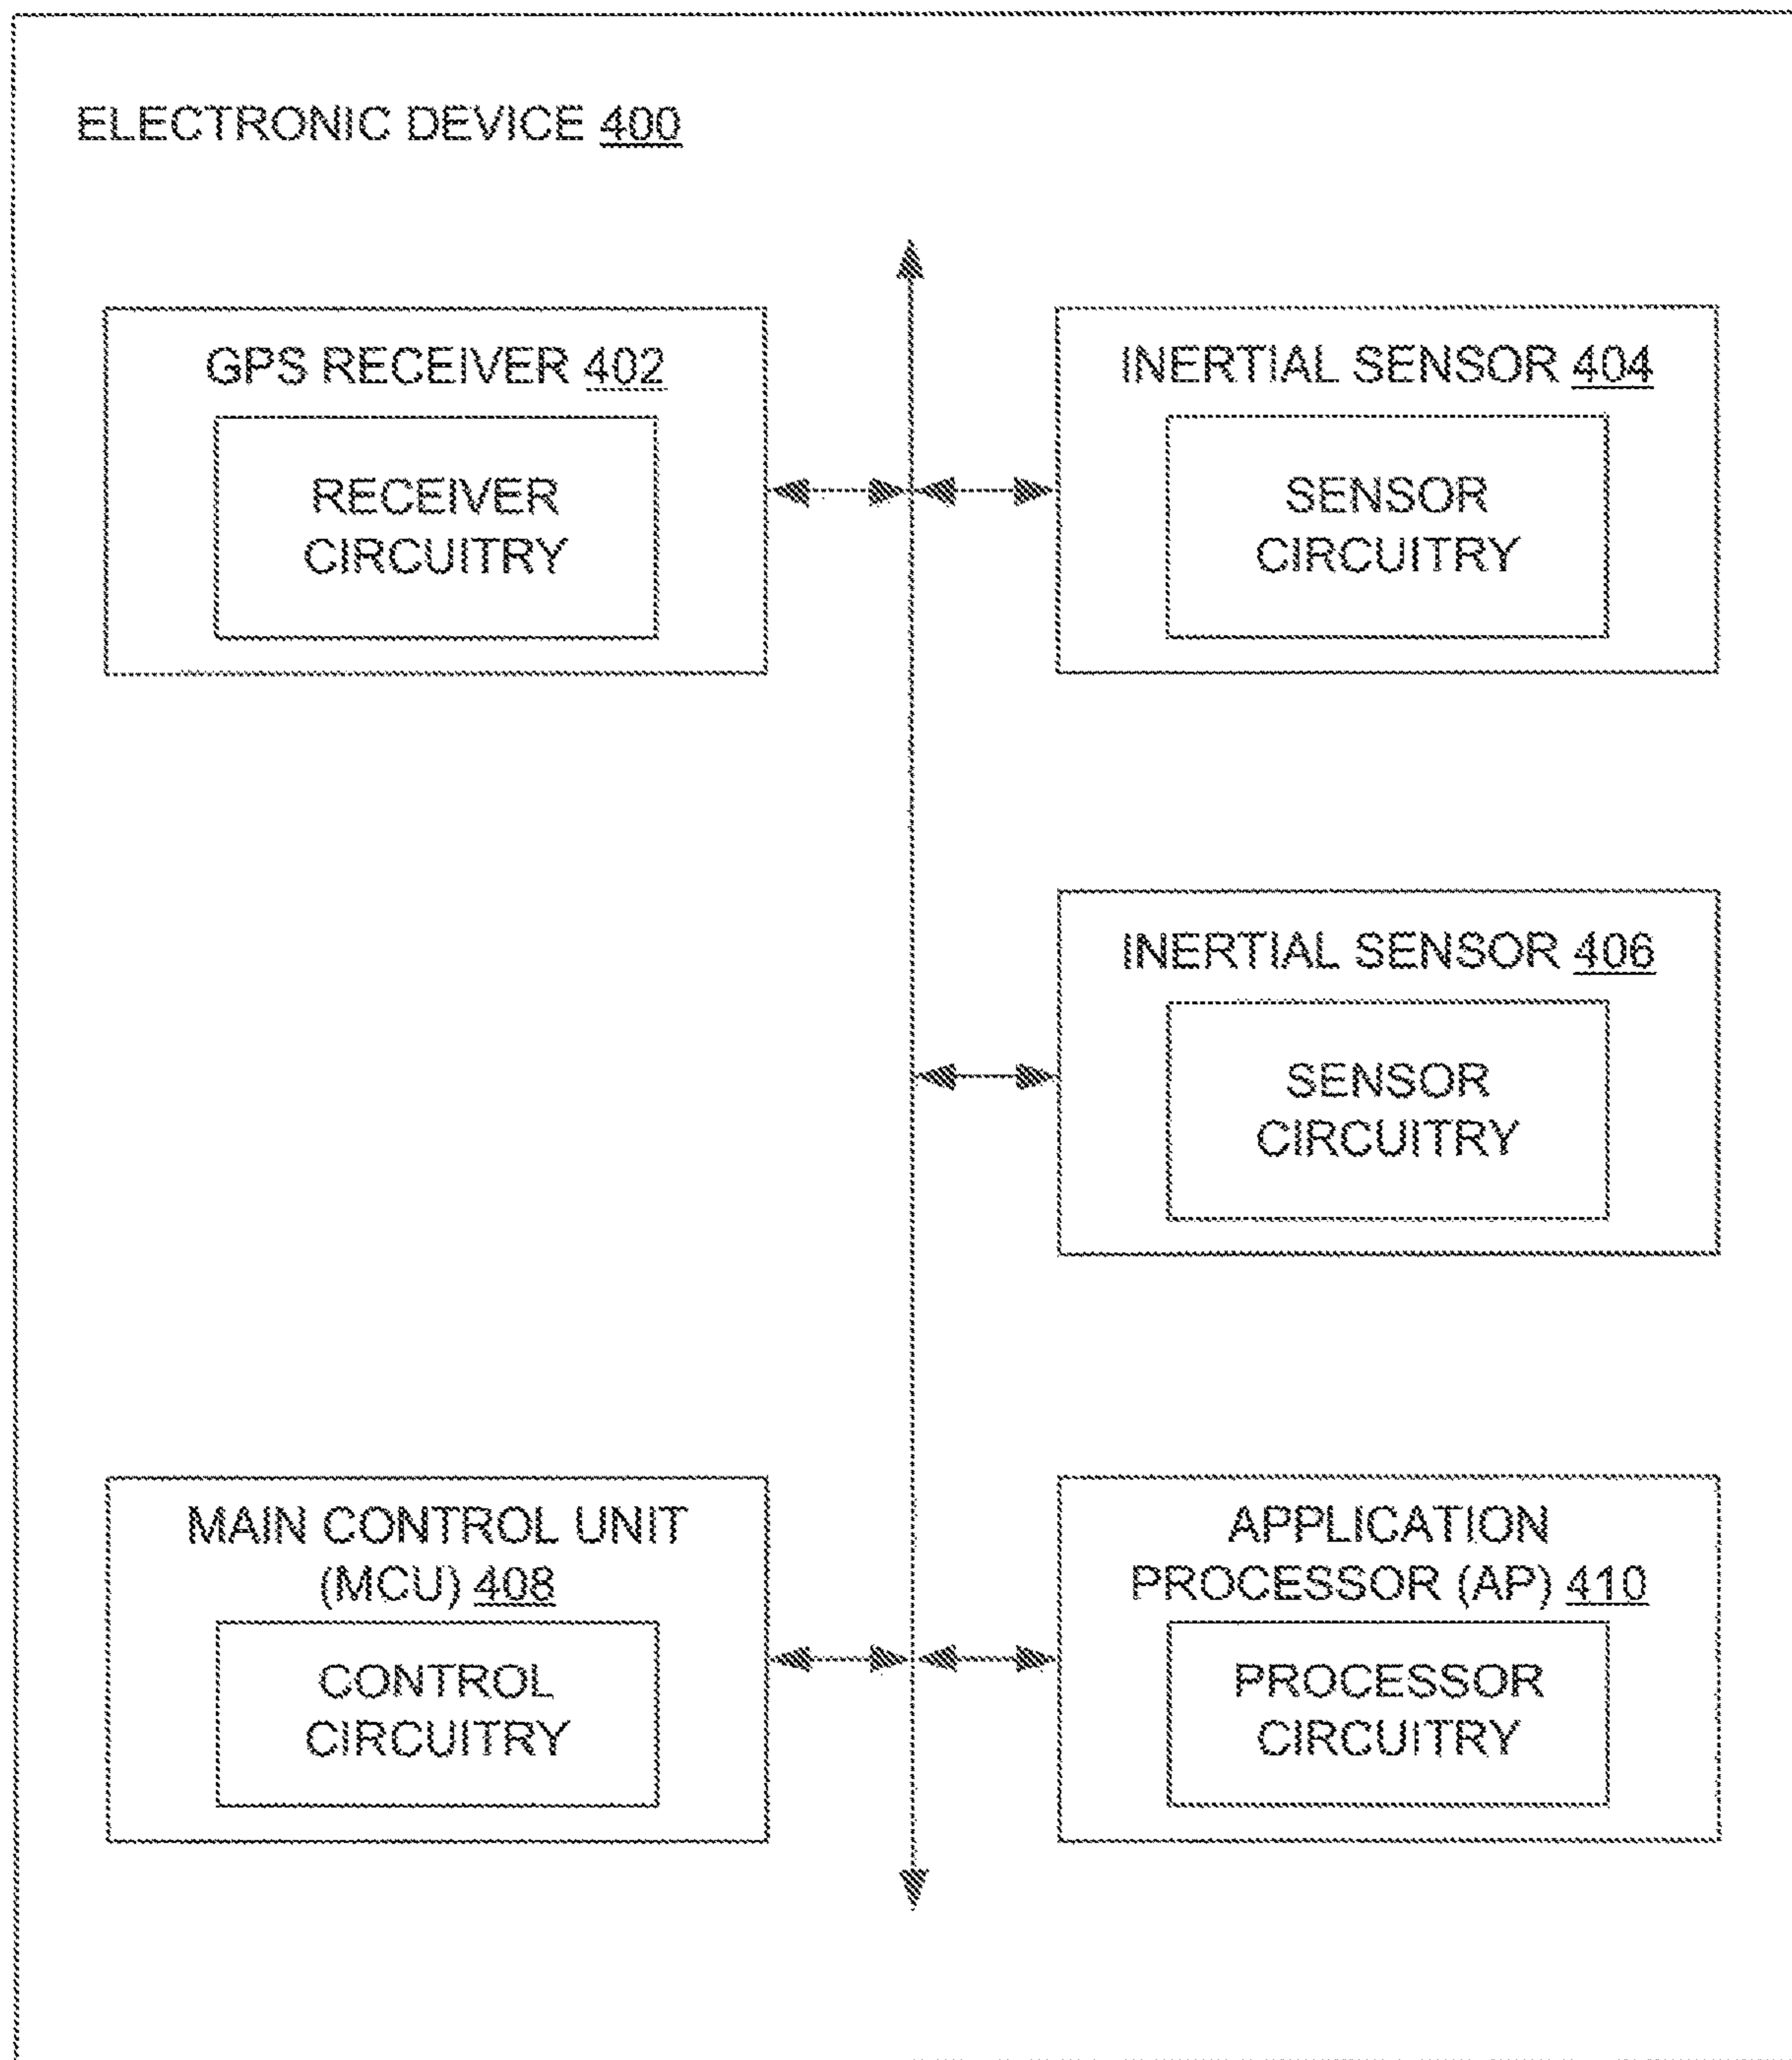 ELECTRONIC DEVICE 400
GPS RECEIVER 402
RECEIVER
CIRCUITRY
INERTIAL SENSOR 404
SENSOR
CIRCUITRY
INERTIAL SENSOR 406
SENSOR
CIRCUITRY
MAIN CONTROL UNIT
(MCU) 408
CONTROL
CIRCUITRY
APPLICATION
PROCESSOR (AP) 410
PROCESSOR
CIRCUITRY